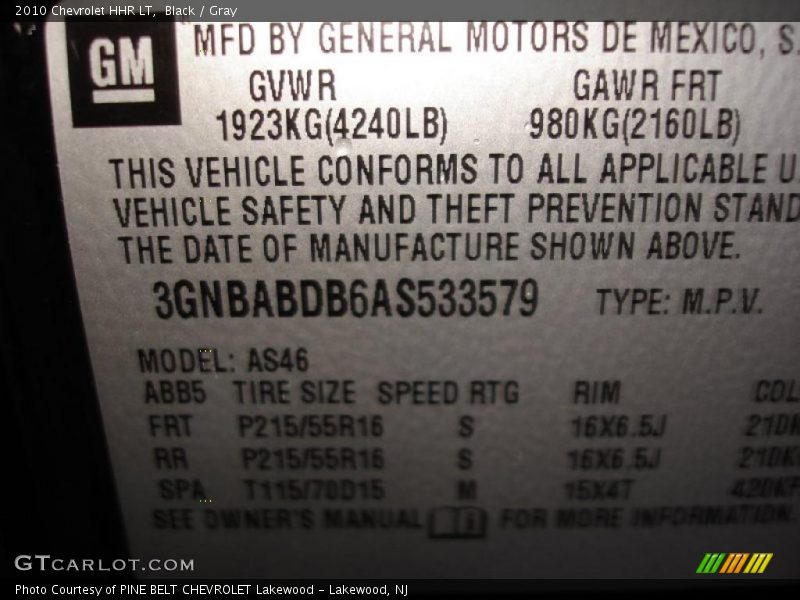 2010 Chevrolet HHR LT, Black / Gray
GM
MFD BY GENERAL MOTORS DE MEXICO, S.
GVWR GAWR FRT
1923KG(4240LB) 980KG(2160LB)
THIS VEHICLE CONFORMS TO ALL APPLICABLE U.
VEHICLE SAFETY AND THEFT PREVENTION STAND
THE DATE OF MANUFACTURE SHOWN ABOVE.
3GNBABDB6AS533579 TYPE: M.P.V.
MODEL: AS46
ABB5 TIRE SIZE SPEED RTG RIM COL
FRT P215/55R16 S 16X6.5J
RR P215/55R16 S 16X6.5J
SPA T115/70D15 M 15X4T
SEE OWNER'S MANUAL FOR MORE INFORMATION.
GTCARLOT.COM
Photo Courtesy of PINE BELT CHEVROLET Lakewood - Lakewood, NJ